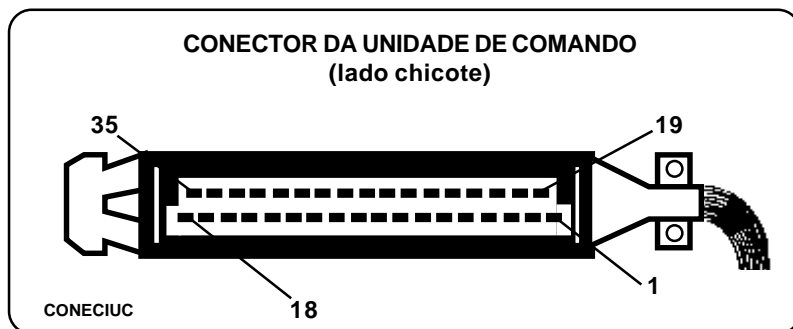 CONECTOR DA UNIDADE DE COMANDO
(lado chicote)
35
19
18
1
CONECIUC